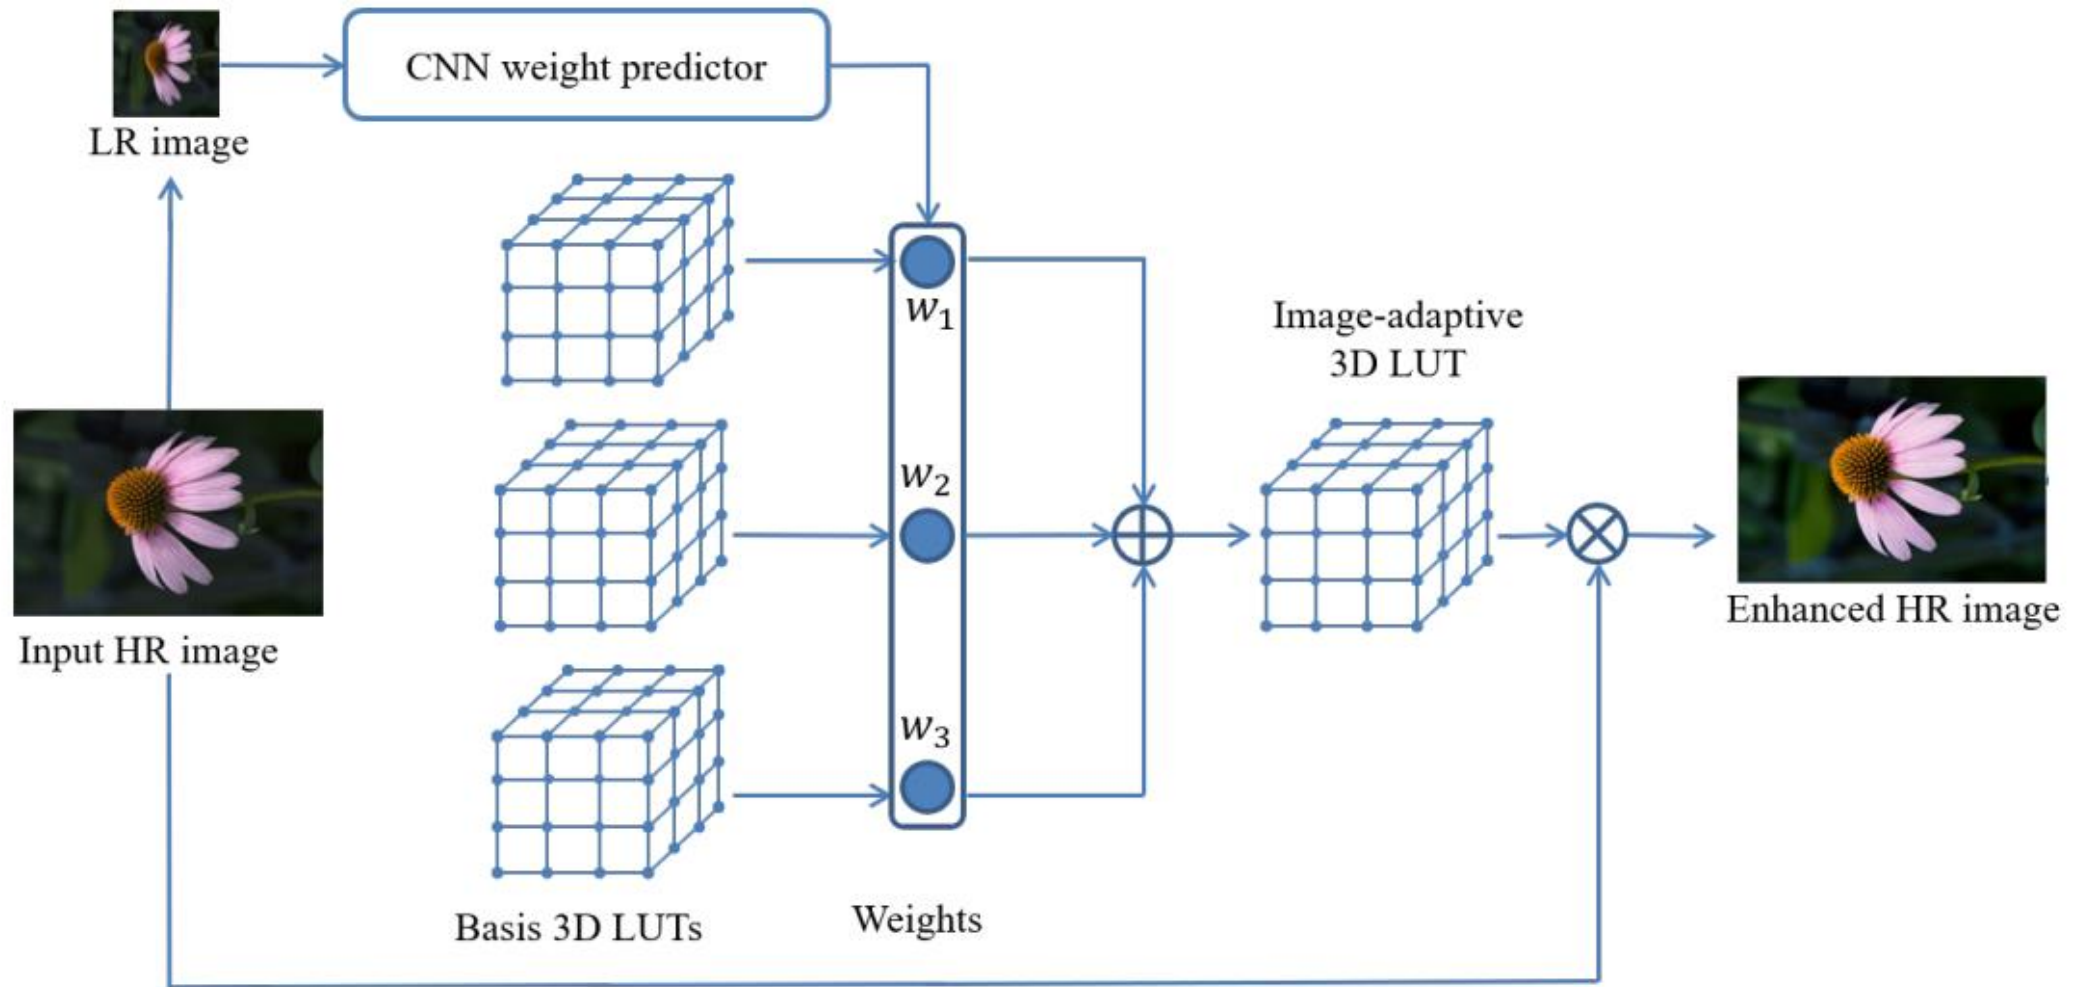 CNN weight predictor
LR image
w₁
Image-adaptive
3D LUT
w₂
Enhanced HR image
Input HR image
w₃
Basis 3D LUTs
Weights